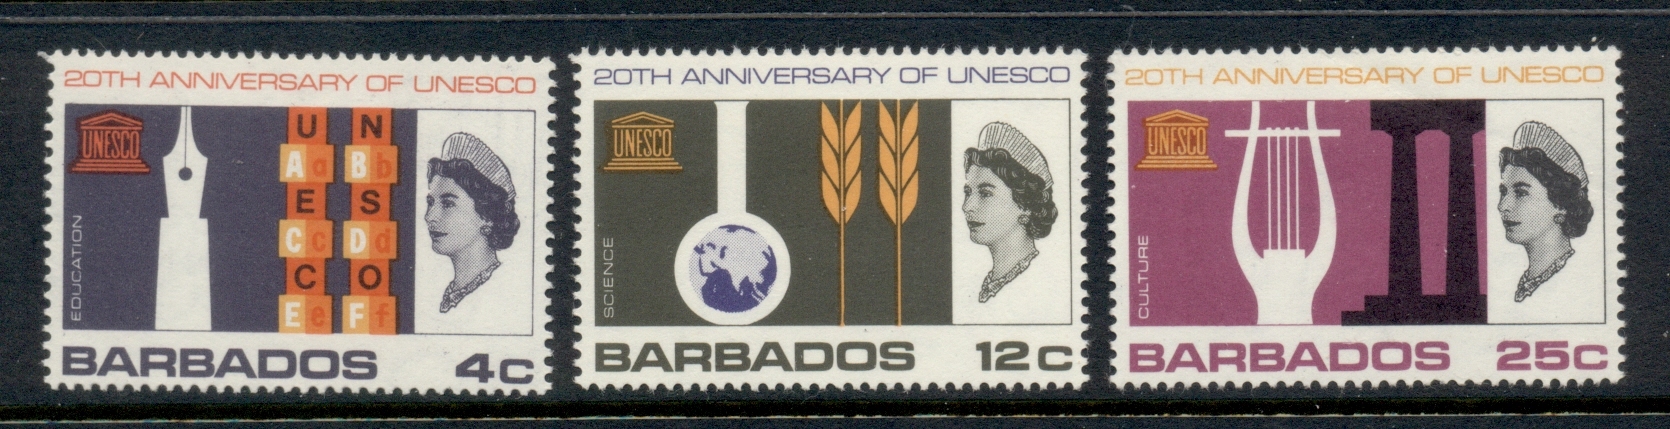 20TH ANNIVERSARY OF UNESCO
UNESCO
EDUCATION
U N
A a B b
E S
C c D d
C O
E e F f
BARBADOS 4c
20TH ANNIVERSARY OF UNESCO
UNESCO
SCIENCE
BARBADOS 12c
20TH ANNIVERSARY OF UNESCO
UNESCO
CULTURE
BARBADOS 25c